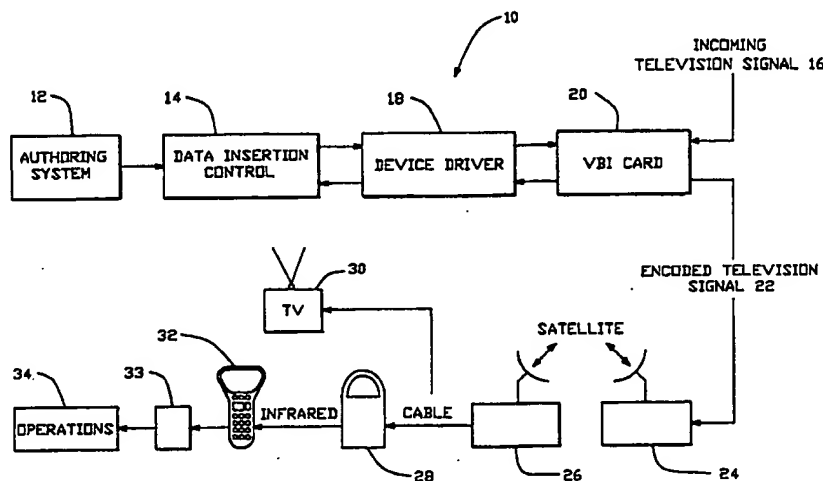 10
INCOMING
TELEVISION SIGNAL 16
12
14
18
20
AUTHORING
SYSTEM
DATA INSERTION
CONTROL
DEVICE DRIVER
VBI CARD
ENCODED TELEVISION
SIGNAL 22
30
TV
32
SATELLITE
34
33
OPERATIONS
INFRARED
CABLE
28
26
24